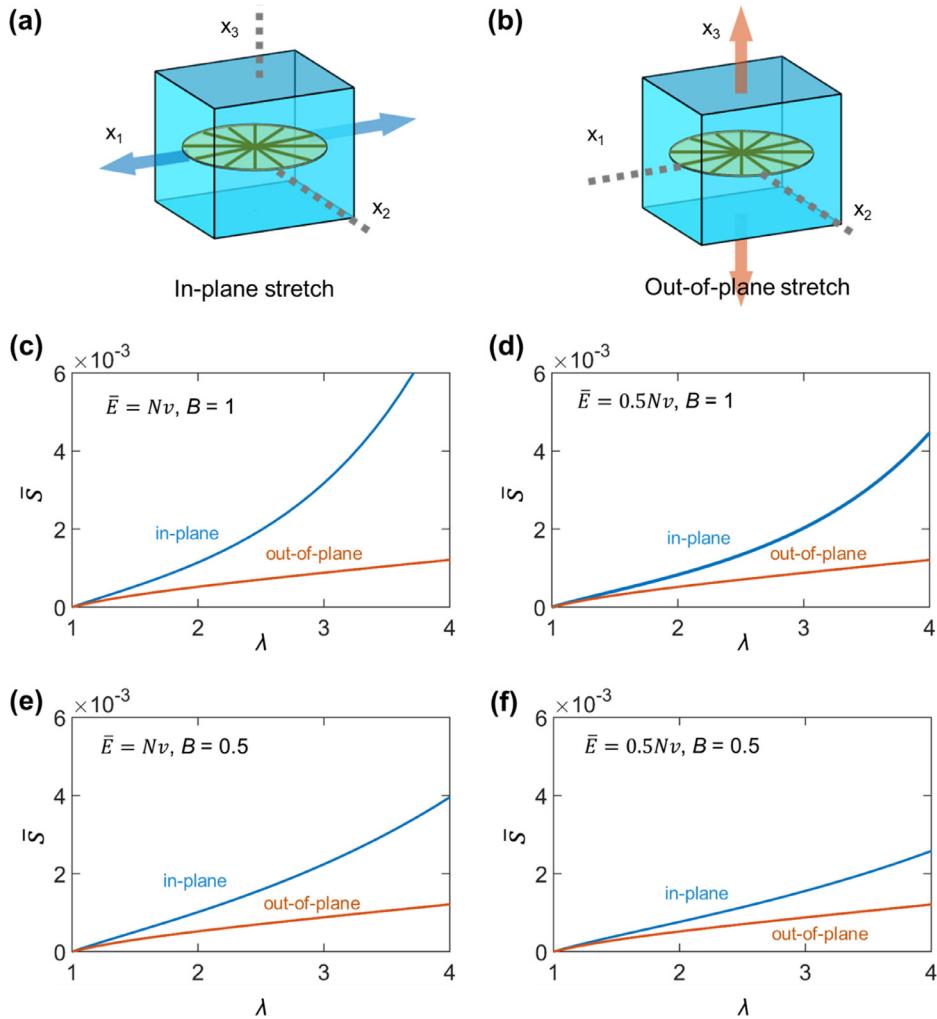 (a)
x3
x1
x2
In-plane stretch
(b)
x3
x1
x2
Out-of-plane stretch
(c)
×10⁻³
6
4
2
0
S̄
Ē = Nv, B = 1
in-plane
out-of-plane
1 2 3 4
λ
(d)
×10⁻³
6
4
2
0
S̄
Ē = 0.5Nv, B = 1
in-plane
out-of-plane
1 2 3 4
λ
(e)
×10⁻³
6
4
2
0
S̄
Ē = Nv, B = 0.5
in-plane
out-of-plane
1 2 3 4
λ
(f)
×10⁻³
6
4
2
0
S̄
Ē = 0.5Nv, B = 0.5
in-plane
out-of-plane
1 2 3 4
λ